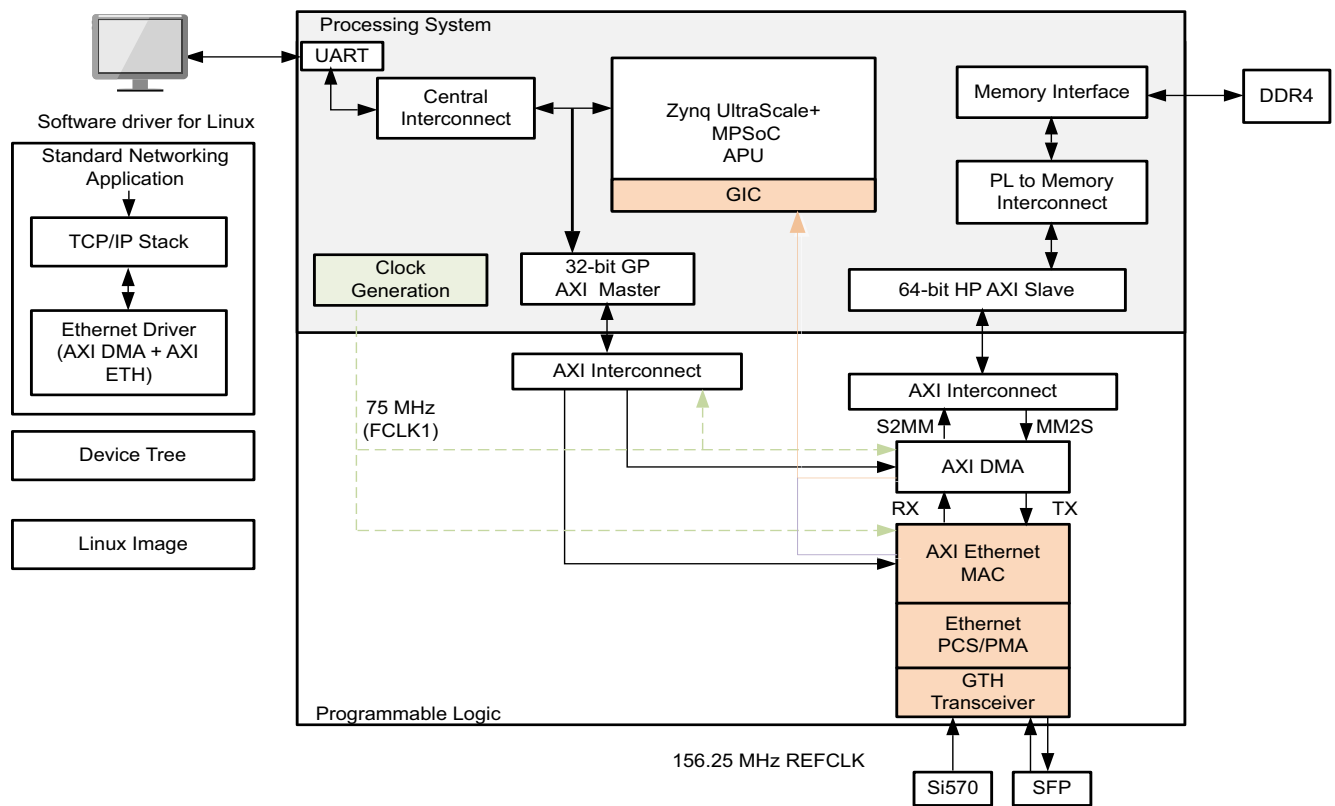 Processing System
UART
Central
Interconnect
Zynq UltraScale+
MPSoC
APU
GIC
Memory Interface
DDR4
PL to Memory
Interconnect
Clock
Generation
32-bit GP
AXI Master
64-bit HP AXI Slave
Software driver for Linux
Standard Networking
Application
TCP/IP Stack
Ethernet Driver
(AXI DMA + AXI
ETH)
Device Tree
Linux Image
AXI Interconnect
75 MHz
(FCLK1)
AXI Interconnect
S2MM
MM2S
AXI DMA
RX
TX
AXI Ethernet
MAC
Ethernet
PCS/PMA
GTH
Transceiver
Programmable Logic
156.25 MHz REFCLK
Si570
SFP